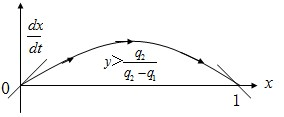 dx/dt
y>q₂/(q₂-q₁)
0
1
x